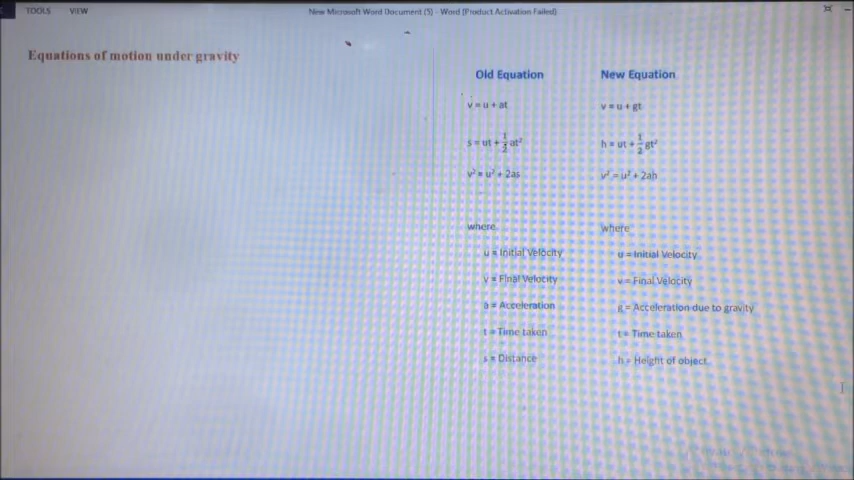 TOOLS VIEW
New Microsoft Word Document (5) - Word (Product Activation Failed)
Equations of motion under gravity
Old Equation New Equation
v = u + at v = u + gt
s = ut + 1/2 at² h = ut + 1/2 gt²
v² = u² + 2as v² = u² + 2ah
where where
u = Initial Velocity u = Initial Velocity
v = Final Velocity v = Final Velocity
a = Acceleration g = Acceleration due to gravity
t = Time taken t = Time taken
s = Distance h = Height of object